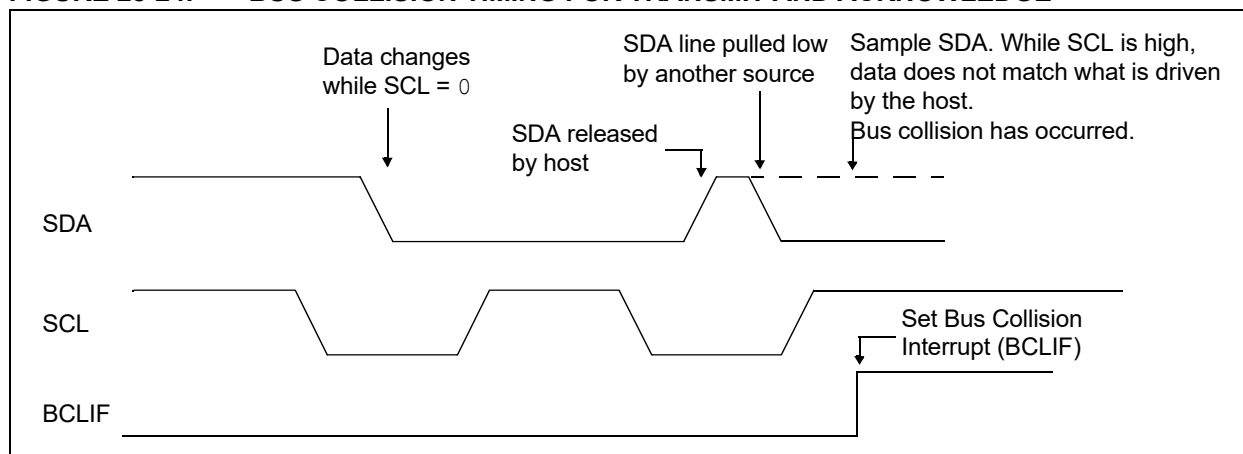 Data changes
while SCL = 0
SDA line pulled low
by another source
Sample SDA. While SCL is high,
data does not match what is driven
by the host.
Bus collision has occurred.
SDA released
by host
SDA
SCL
Set Bus Collision
Interrupt (BCLIF)
BCLIF